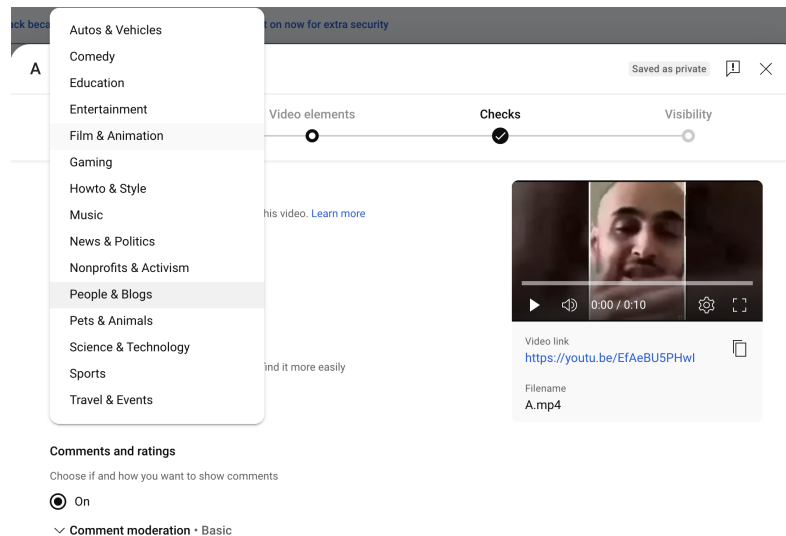 ack beca
t on now for extra security
A
Saved as private
Autos & Vehicles
Comedy
Education
Entertainment
Film & Animation
Gaming
Howto & Style
Music
News & Politics
Nonprofits & Activism
People & Blogs
Pets & Animals
Science & Technology
Sports
Travel & Events
Video elements
Checks
Visibility
his video. Learn more
find it more easily
0:00 / 0:10
Video link
https://youtu.be/EfAeBU5PHwI
Filename
A.mp4
Comments and ratings
Choose if and how you want to show comments
On
Comment moderation • Basic